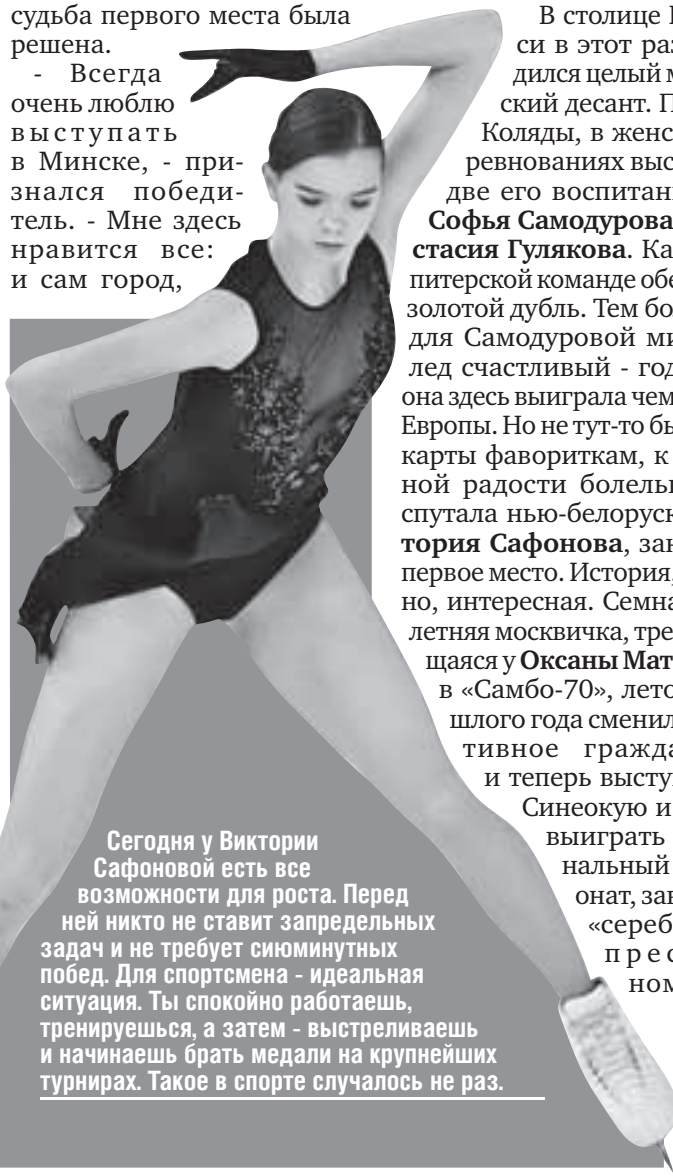 судьба первого места была
решена.
- Всегда
очень люблю
выступать
в Минске, - при-
знался победи-
тель. - Мне здесь
нравится все:
и сам город,
В столице
си в этот раз
дился целый
ский десант.
Коляды, в женс
ревнованиях выс
две его воспитан
Софья Самодурова
стасия Гулякова. Ка
питерской команде обе
золотой дубль. Тем бо
для Самодуровой ми
лед счастливый - год
она здесь выиграла чем
Европы. Но не тут-то бы
карты фавориткам, к
ной радости болель
спутала нью-белоруск
тория Сафонова, зан
первое место. История,
но, интересная. Семна
летняя москвичка, тре
щаяся у Оксаны Мат
в «Самбо-70», лето
шлого года сменил
тивное гражда
и теперь высту
Синеокую и
выиграть
нальный
онат, зав
«сереб
прес
ном
Сегодня у Виктории
Сафоновой есть все
возможности для роста. Перед
ней никто не ставит запредельных
задач и не требует сиюминутных
побед. Для спортсмена - идеальная
ситуация. Ты спокойно работаешь,
тренируешься, а затем - выстреливаешь
и начинаешь брать медали на крупнейших
турнирах. Такое в спорте случалось не раз.